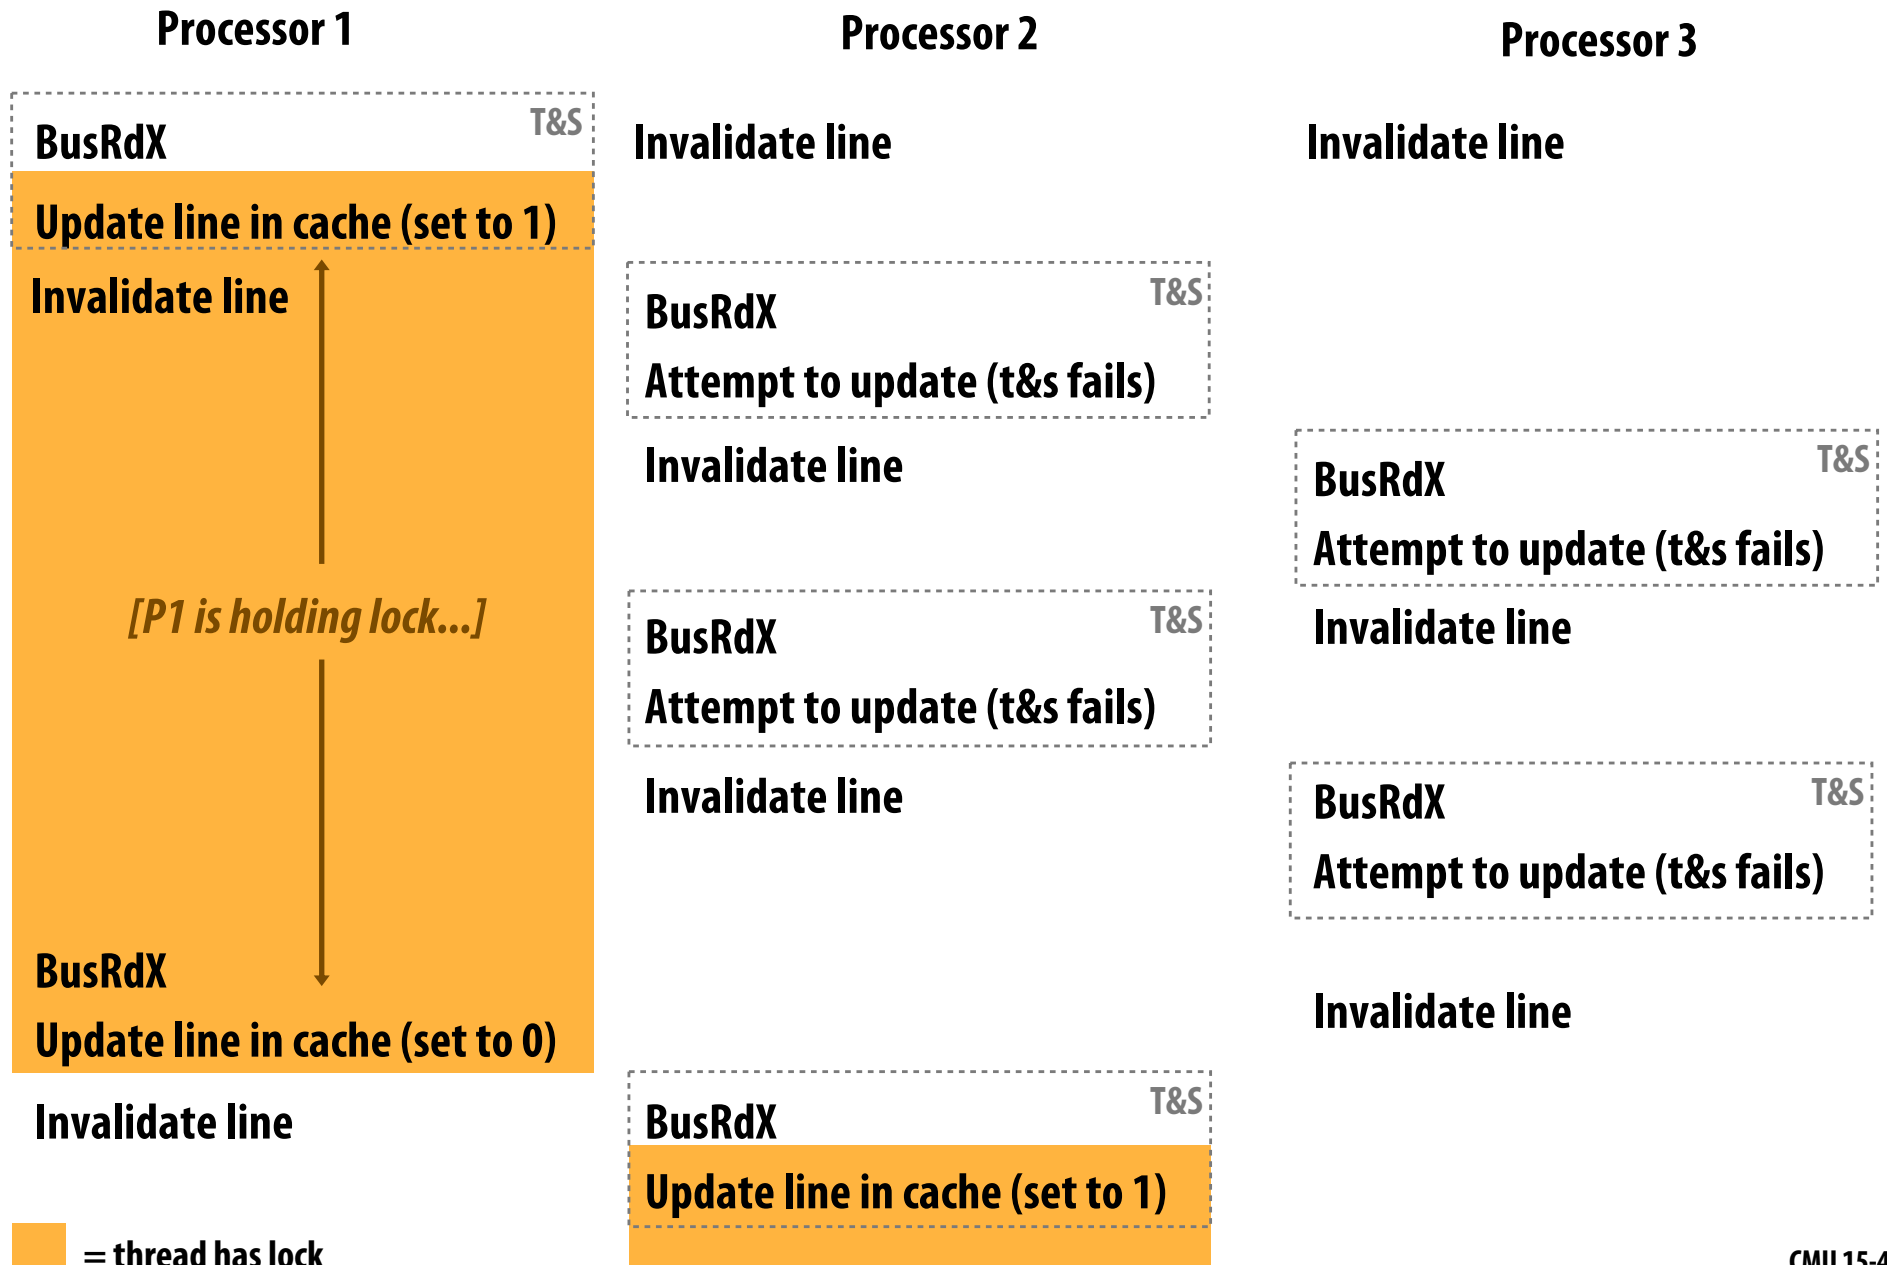 Processor 1
BusRdX
T&S
Update line in cache (set to 1)
Invalidate line
[P1 is holding lock...]
BusRdX
Update line in cache (set to 0)
Invalidate line
= thread has lock
Processor 2
Invalidate line
BusRdX
T&S
Attempt to update (t&s fails)
Invalidate line
BusRdX
T&S
Attempt to update (t&s fails)
Invalidate line
BusRdX
T&S
Update line in cache (set to 1)
Processor 3
Invalidate line
BusRdX
T&S
Attempt to update (t&s fails)
Invalidate line
BusRdX
T&S
Attempt to update (t&s fails)
Invalidate line
CMU 15-4